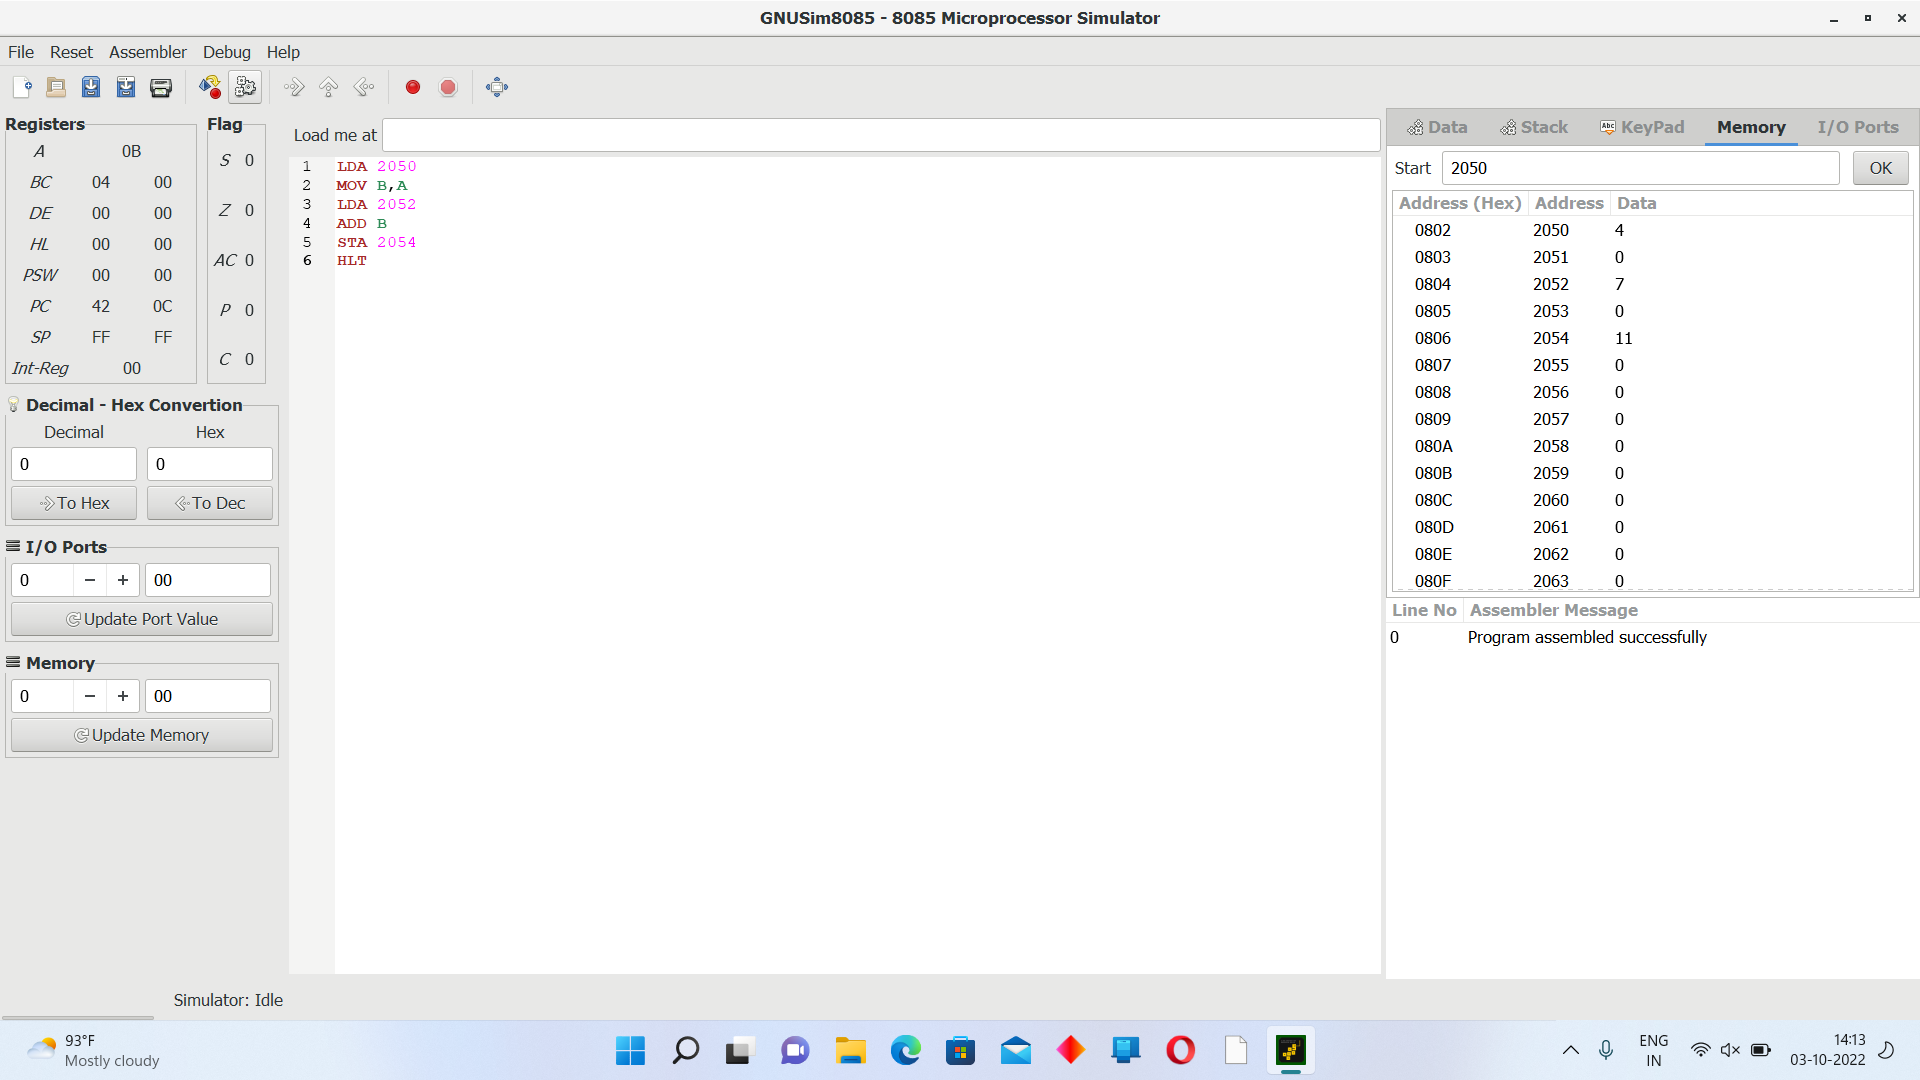 GNUSim8085 - 8085 Microprocessor Simulator
File Reset Assembler Debug Help
Registers
A 0B
BC 04 00
DE 00 00
HL 00 00
PSW 00 00
PC 42 0C
SP FF FF
Int-Reg 00
Flag
S 0
Z 0
AC 0
P 0
C 0
Decimal - Hex Convertion
Decimal Hex
0 0
To Hex To Dec
I/O Ports
0 − + 00
Update Port Value
Memory
0 − + 00
Update Memory
Load me at
1 LDA 2050
2 MOV B,A
3 LDA 2052
4 ADD B
5 STA 2054
6 HLT
Data Stack Abc KeyPad Memory I/O Ports
Start 2050 OK
Address (Hex) Address Data
0802 2050 4
0803 2051 0
0804 2052 7
0805 2053 0
0806 2054 11
0807 2055 0
0808 2056 0
0809 2057 0
080A 2058 0
080B 2059 0
080C 2060 0
080D 2061 0
080E 2062 0
080F 2063 0
Line No Assembler Message
0 Program assembled successfully
Simulator: Idle
93°F
Mostly cloudy
ENG
IN
14:13
03-10-2022